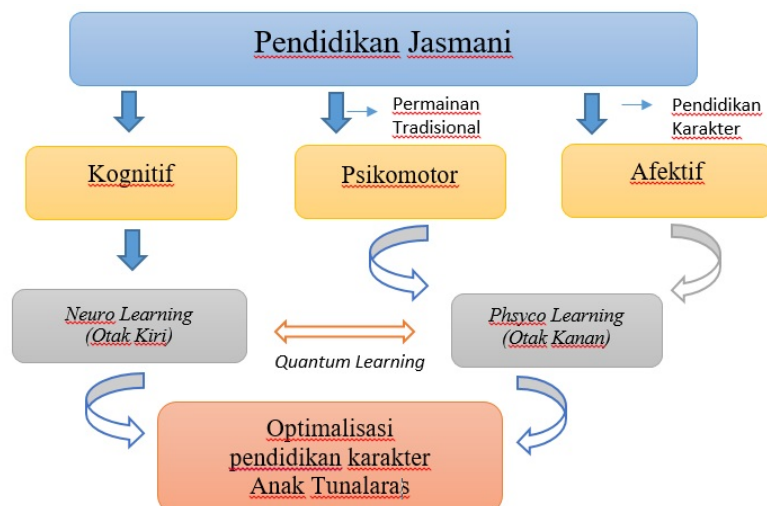 Pendidikan Jasmani
Permainan
Tradisional
Pendidikan
Karakter
Kognitif
Psikomotor
Afektif
Neuro Learning
(Otak Kiri)
Quantum Learning
Phsyco Learning
(Otak Kanan)
Optimalisasi
pendidikan karakter
Anak Tunalaras